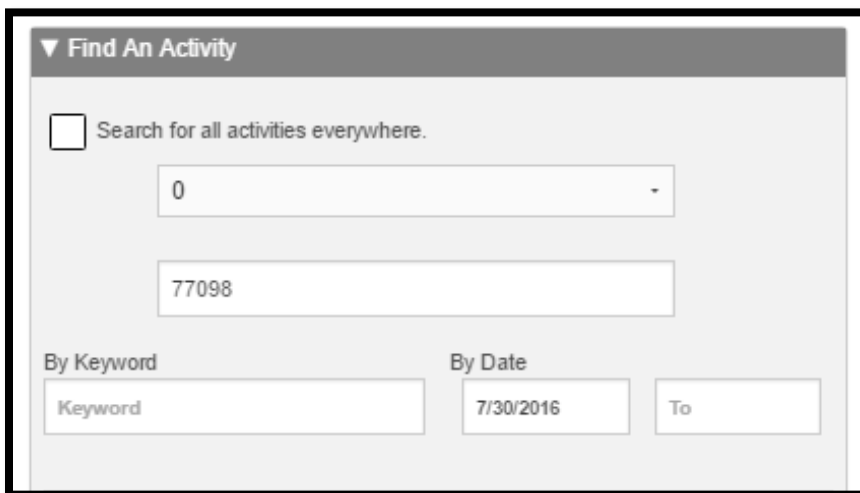 ▼ Find An Activity
Search for all activities everywhere.
0
77098
By Keyword By Date
Keyword 7/30/2016 To